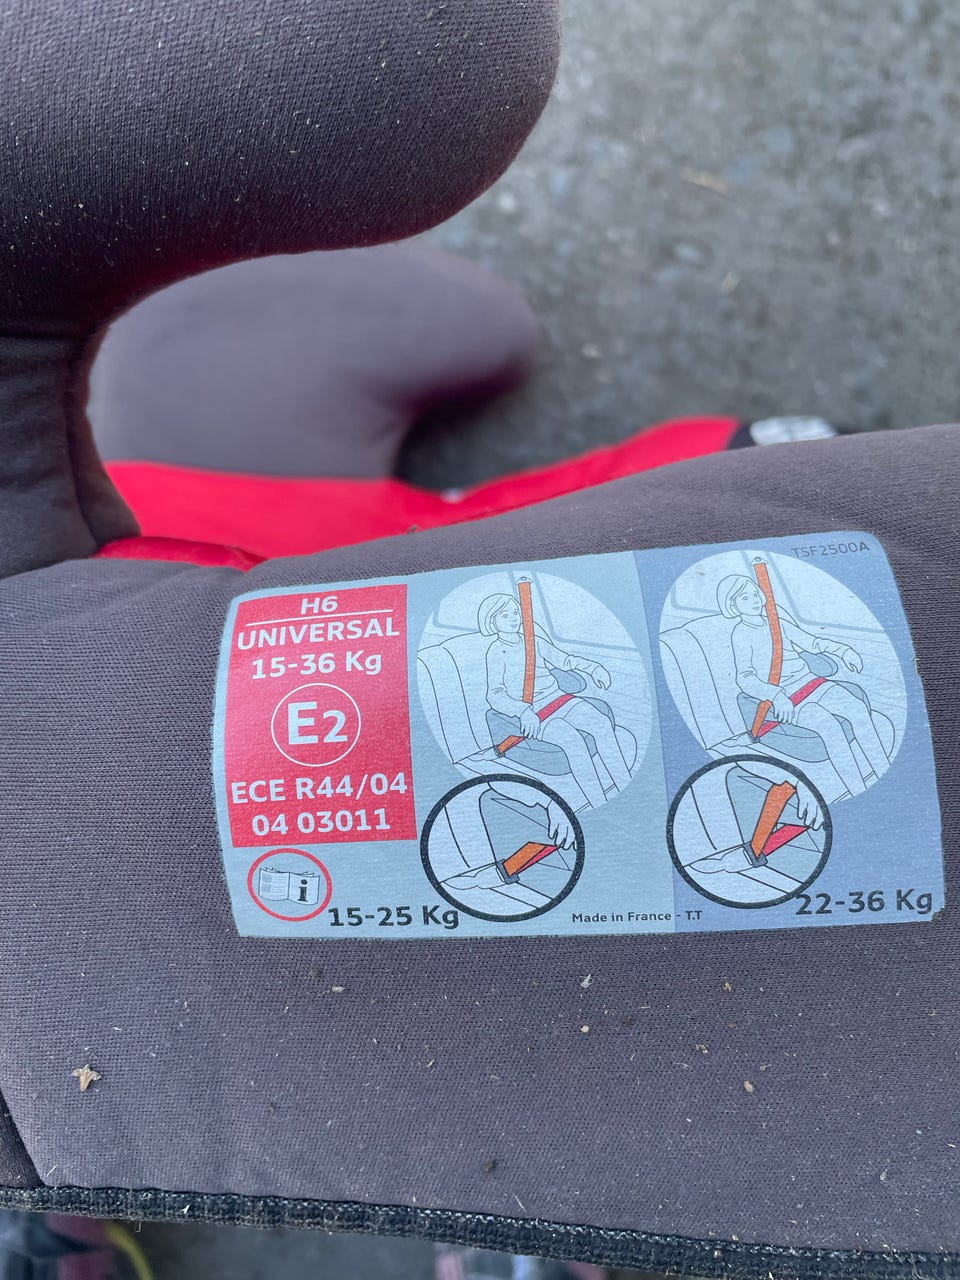 H6
UNIVERSAL
15-36 Kg
E2
ECE R44/04
04 03011
i
15-25 Kg
Made in France - T.T
TSF2500A
22-36 Kg